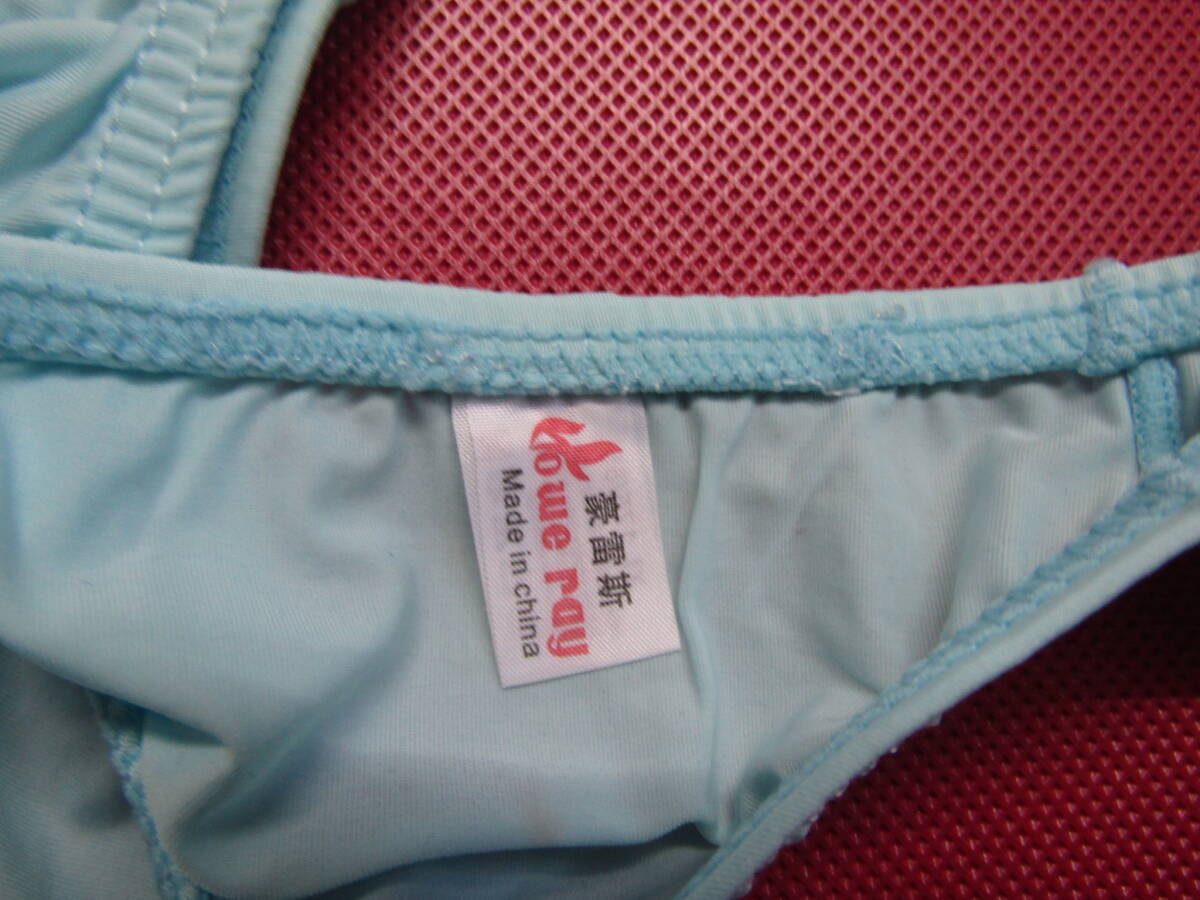 豪雷斯
Howe ray
Made in china